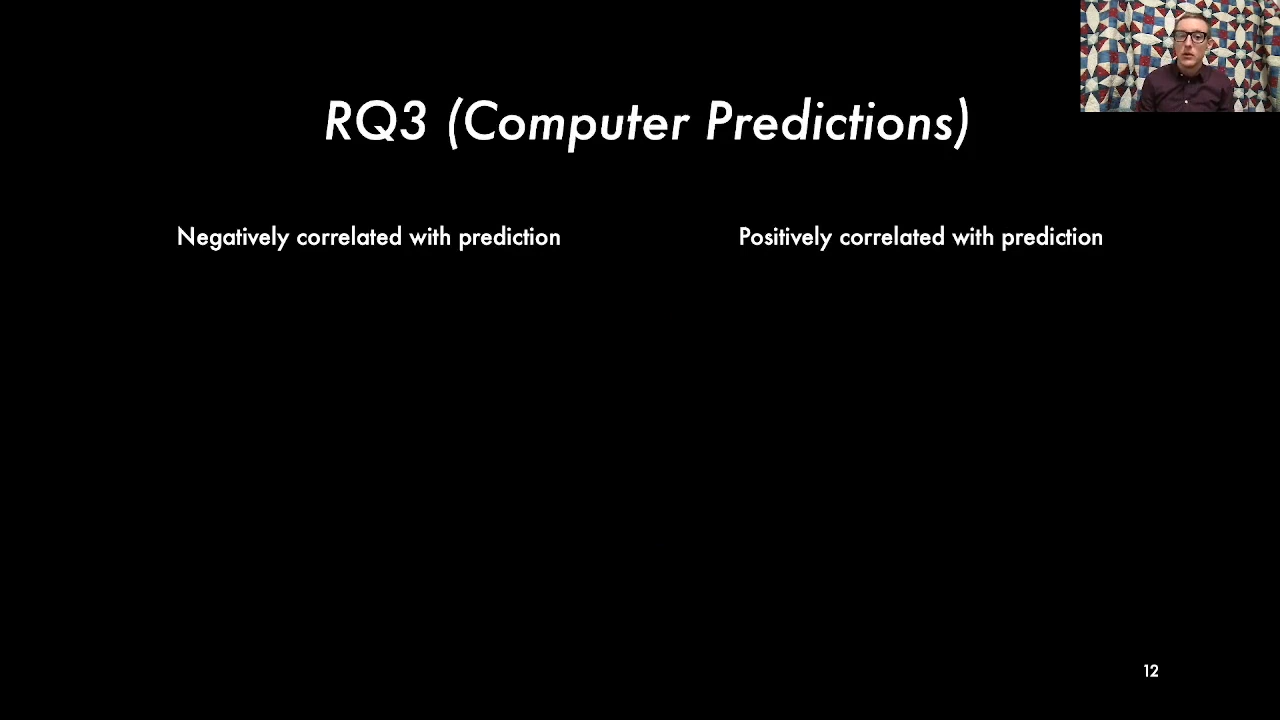 RQ3 (Computer Predictions)
Negatively correlated with prediction
Positively correlated with prediction
12